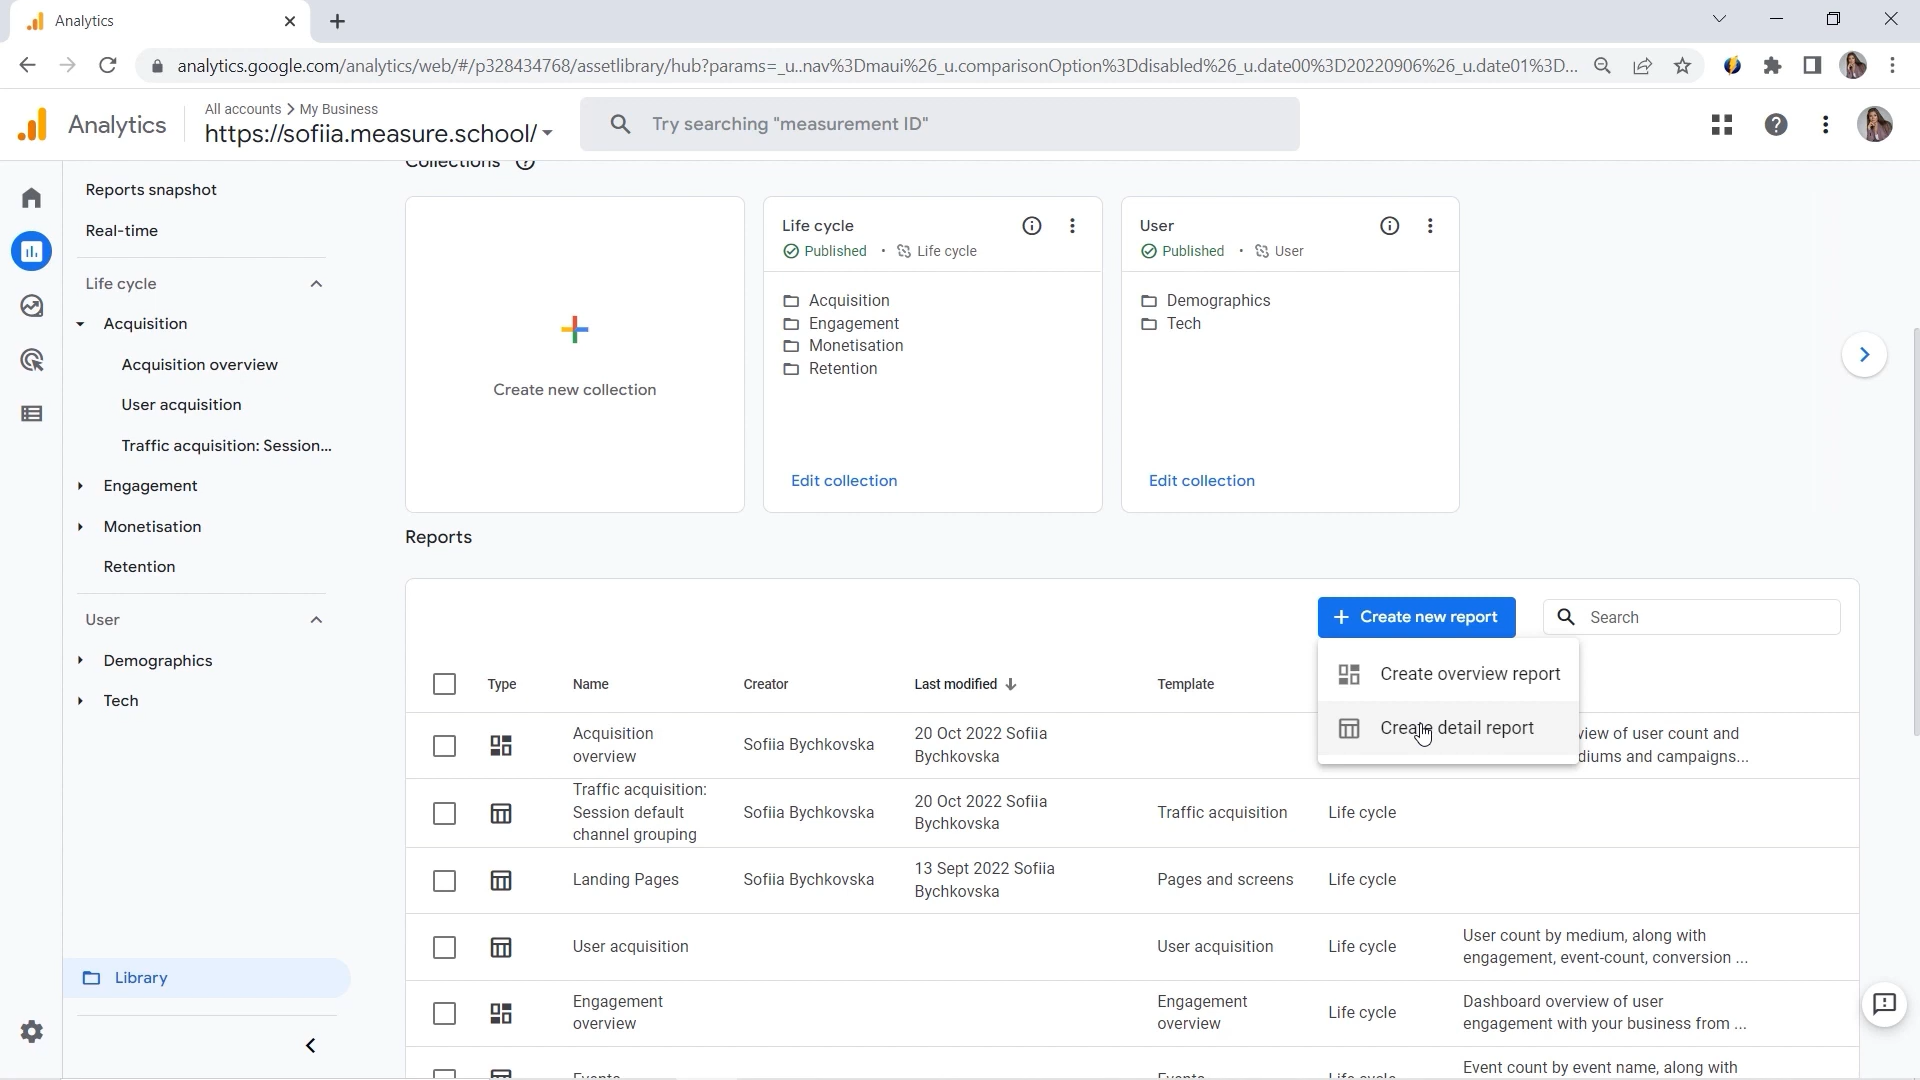 Analytics
analytics.google.com/analytics/web/#/p328434768/assetlibrary/hub?params=_u..nav%3Dmaui%26_u.comparisonOption%3Ddisabled%26_u.date00%3D20220906%26_u.date01%3D...
Analytics
All accounts > My Business
https://sofiia.measure.school/
Try searching "measurement ID"
Reports snapshot
Real-time
Life cycle
Acquisition
Acquisition overview
User acquisition
Traffic acquisition: Session...
Engagement
Monetisation
Retention
User
Demographics
Tech
Library
Collections
Create new collection
Life cycle
Published · Life cycle
Acquisition
Engagement
Monetisation
Retention
Edit collection
User
Published · User
Demographics
Tech
Edit collection
Reports
+ Create new report
Search
Create overview report
Create detail report
Type Name Creator Last modified Template
Acquisition
overview
Sofiia Bychkovska
20 Oct 2022 Sofiia
Bychkovska
view of user count and
diums and campaigns...
Traffic acquisition:
Session default
channel grouping
Sofiia Bychkovska
20 Oct 2022 Sofiia
Bychkovska
Traffic acquisition
Life cycle
Landing Pages
Sofiia Bychkovska
13 Sept 2022 Sofiia
Bychkovska
Pages and screens
Life cycle
User acquisition
User acquisition
Life cycle
User count by medium, along with
engagement, event-count, conversion ...
Engagement
overview
Engagement
overview
Life cycle
Dashboard overview of user
engagement with your business from ...
Events
Events
Life cycle
Event count by event name, along with